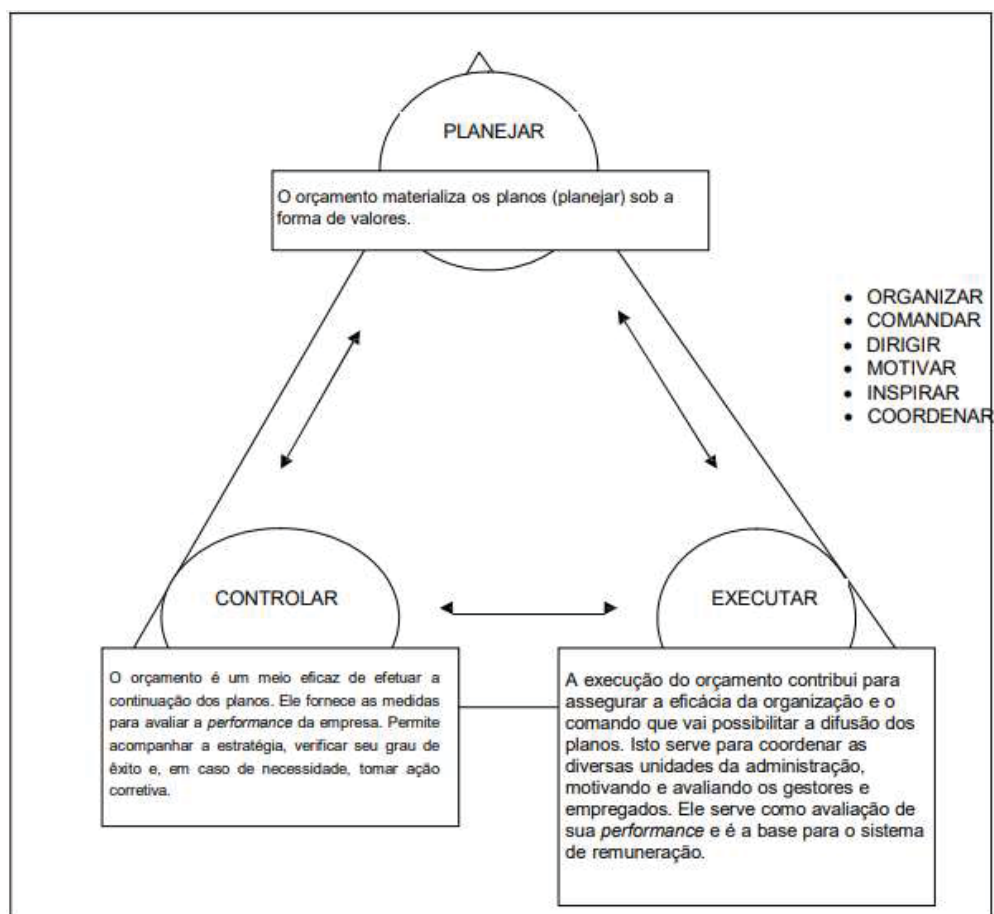 PLANEJAR
O orçamento materializa os planos (planejar) sob a
forma de valores.
• ORGANIZAR
• COMANDAR
• DIRIGIR
• MOTIVAR
• INSPIRAR
• COORDENAR
CONTROLAR
O orçamento é um meio eficaz de efetuar a
continuação dos planos. Ele fornece as medidas
para avaliar a performance da empresa. Permite
acompanhar a estratégia, verificar seu grau de
êxito e, em caso de necessidade, tomar ação
corretiva.
EXECUTAR
A execução do orçamento contribui para
assegurar a eficácia da organização e o
comando que vai possibilitar a difusão dos
planos. Isto serve para coordenar as
diversas unidades da administração,
motivando e avaliando os gestores e
empregados. Ele serve como avaliação de
sua performance e é a base para o sistema
de remuneração.